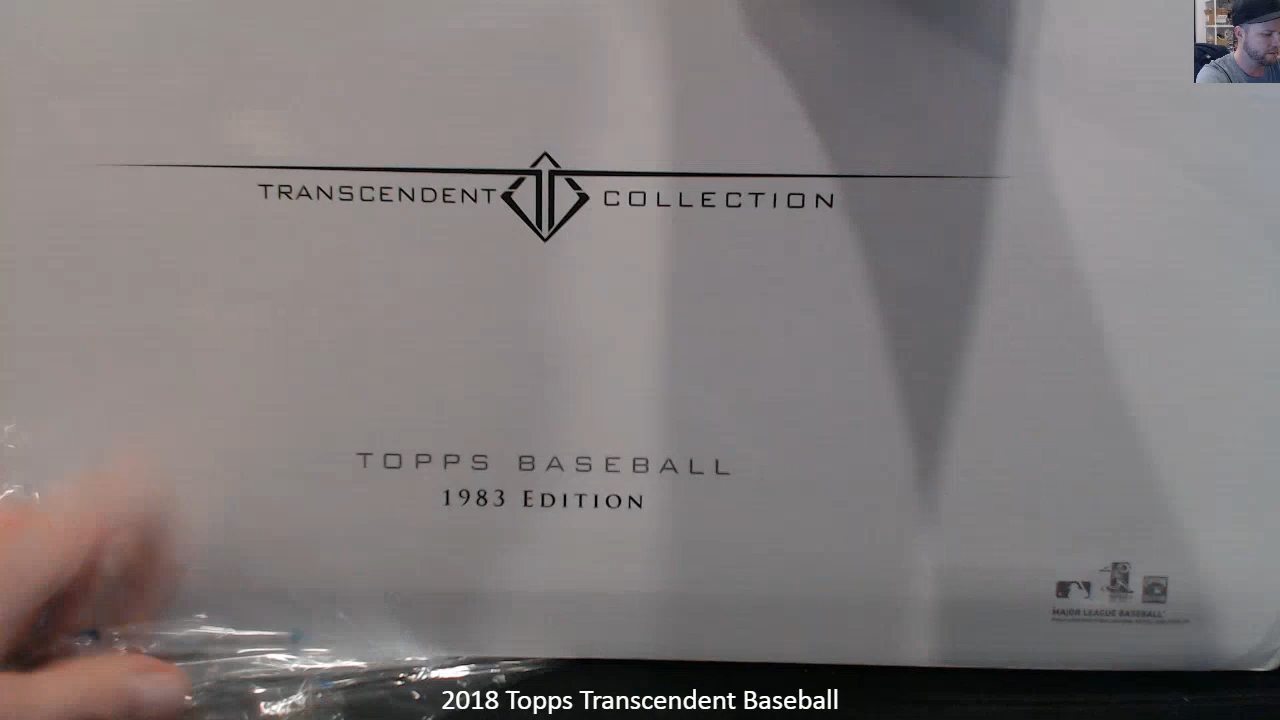 TRANSCENDENT COLLECTION
TOPPS BASEBALL
1983 EDITION
MAJOR LEAGUE BASEBALL
2018 Topps Transcendent Baseball